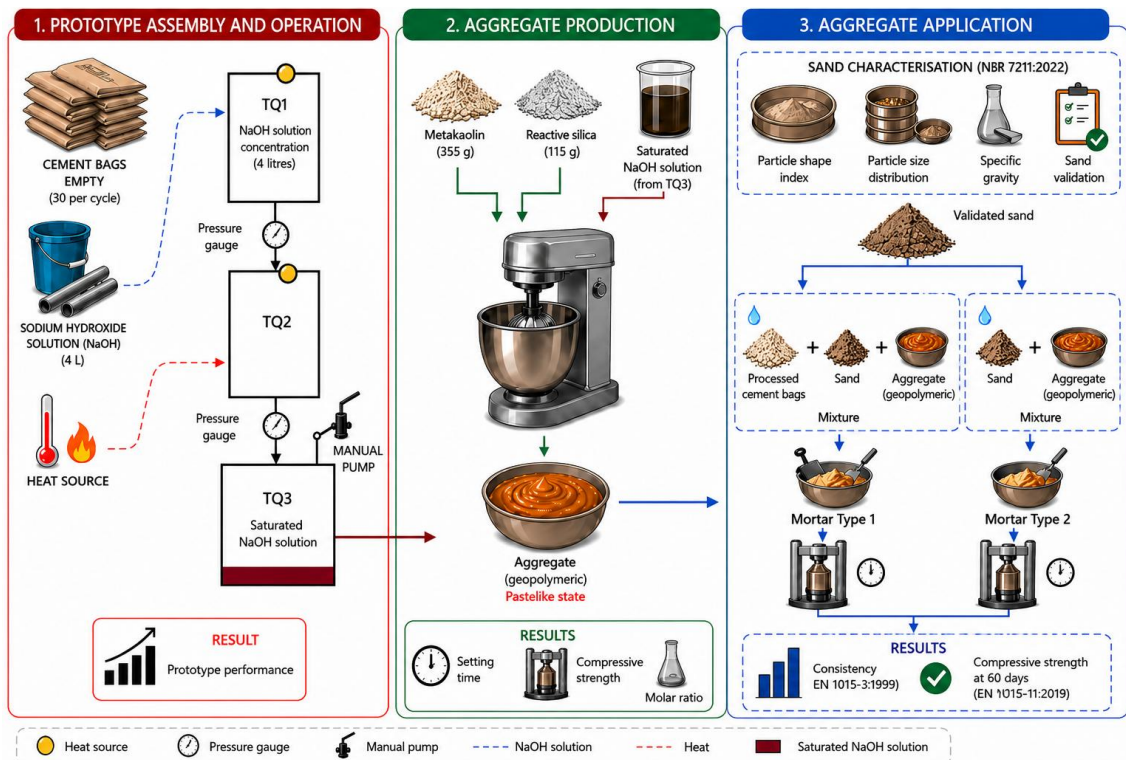 1. PROTOTYPE ASSEMBLY AND OPERATION
CEMENT BAGS
EMPTY
(30 per cycle)
SODIUM HYDROXIDE
SOLUTION (NaOH)
(4 L)
HEAT SOURCE
TQ1
NaOH solution
concentration
(4 litres)
Pressure
gauge
TQ2
Pressure
gauge
MANUAL
PUMP
TQ3
Saturated
NaOH solution
RESULT
Prototype performance
2. AGGREGATE PRODUCTION
Metakaolin
(355 g)
Reactive silica
(115 g)
Saturated
NaOH solution
(from TQ3)
Aggregate
(geopolymeric)
Pastelike state
RESULTS
Setting
time
Compressive
strength
Molar ratio
3. AGGREGATE APPLICATION
SAND CHARACTERISATION (NBR 7211:2022)
Particle shape
index
Particle size
distribution
Specific
gravity
Sand
validation
Validated sand
Processed
cement bags
+
Sand
+
Aggregate
(geopolymeric)
Mixture
Sand
+
Aggregate
(geopolymeric)
Mixture
Mortar Type 1
Mortar Type 2
RESULTS
Consistency
EN 1015-3:1999)
Compressive strength
at 60 days
(EN 1015-11:2019)
Heat source
Pressure gauge
Manual pump
NaOH solution
Heat
Saturated NaOH solution